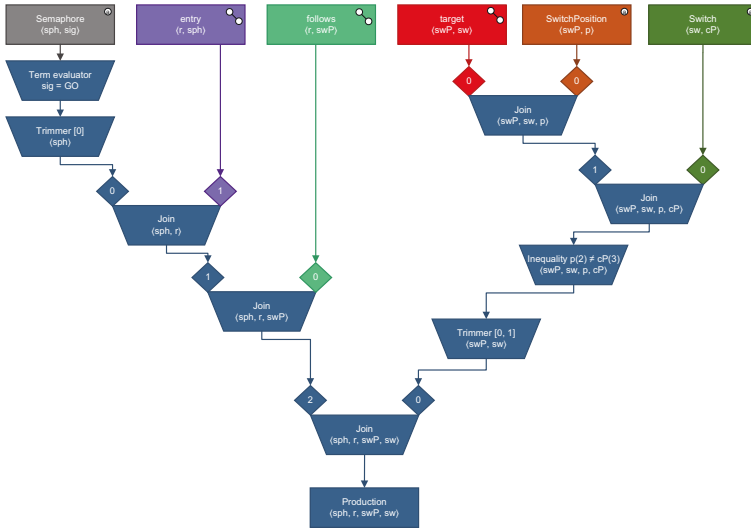 Semaphore
⟨sph, sig⟩
entry
⟨r, sph⟩
follows
⟨r, swP⟩
target
⟨swP, sw⟩
SwitchPosition
⟨swP, p⟩
Switch
⟨sw, cP⟩
Term evaluator
sig = GO
0
0
Join
⟨swP, sw, p⟩
Trimmer [0]
⟨sph⟩
1
0
0
1
Join
⟨swP, sw, p, cP⟩
Join
⟨sph, r⟩
Inequality p(2) ≠ cP(3)
⟨swP, sw, p, cP⟩
1
0
Join
⟨sph, r, swP⟩
Trimmer [0, 1]
⟨swP, sw⟩
2
0
Join
⟨sph, r, swP, sw⟩
Production
⟨sph, r, swP, sw⟩